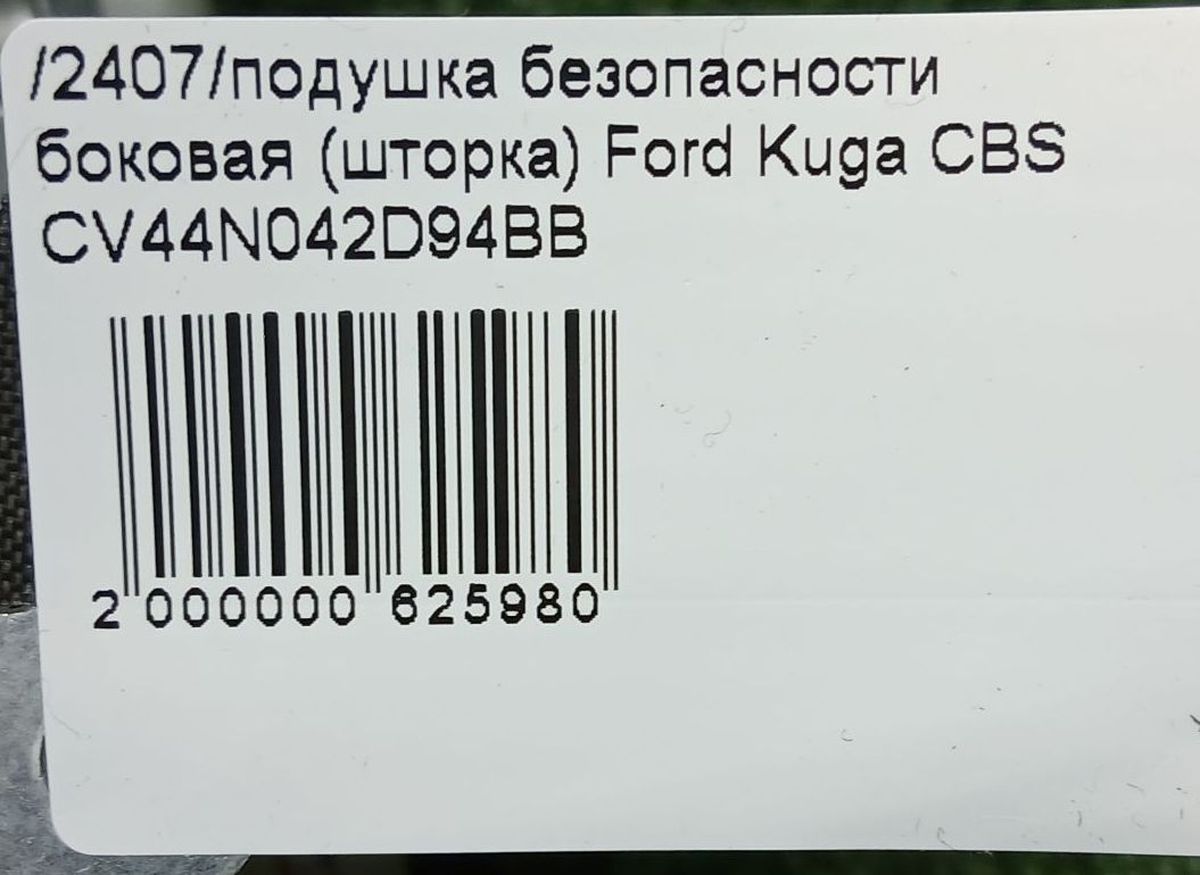 /2407/подушка безопасности
боковая (шторка) Ford Kuga CBS
CV44N042D94BB
2 000000 625980